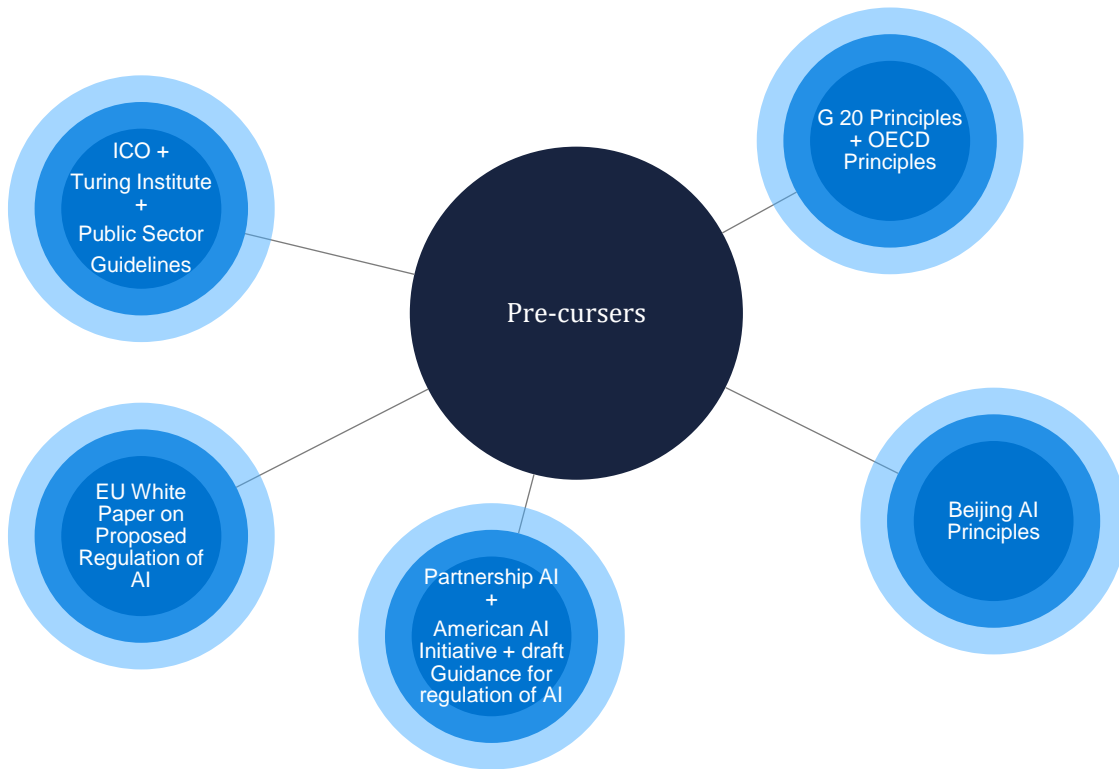 ICO +
Turing Institute
+
Public Sector
Guidelines
G 20 Principles
+ OECD
Principles
Pre-cursers
EU White
Paper on
Proposed
Regulation of
AI
Partnership AI
+
American AI
Initiative + draft
Guidance for
regulation of AI
Beijing AI
Principles